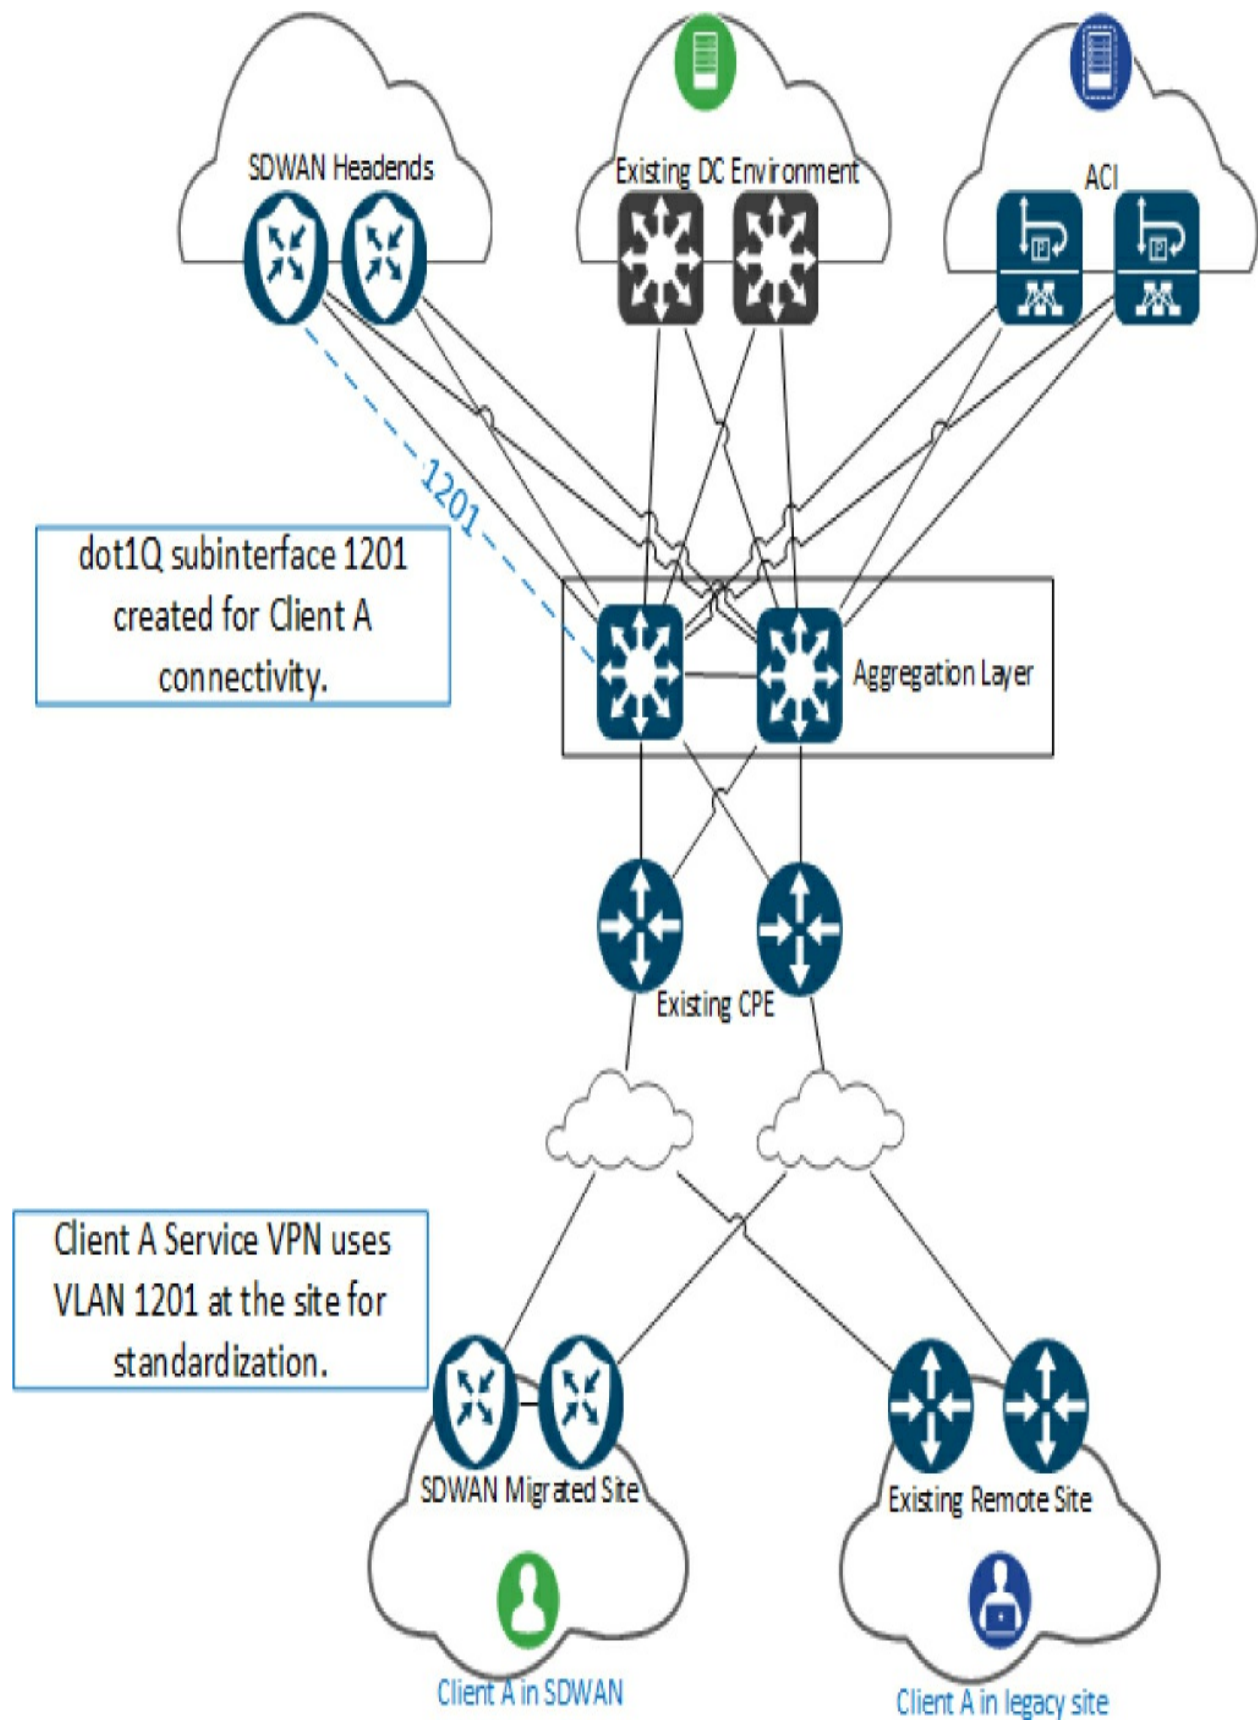 SDWAN Headends
Existing DC Environment
ACI
P
P
1201
dot1Q subinterface 1201
created for Client A
connectivity.
Aggregation Layer
Existing CPE
Client A Service VPN uses
VLAN 1201 at the site for
standardization.
SDWAN Migrated Site
Existing Remote Site
Client A in SDWAN
Client A in legacy site